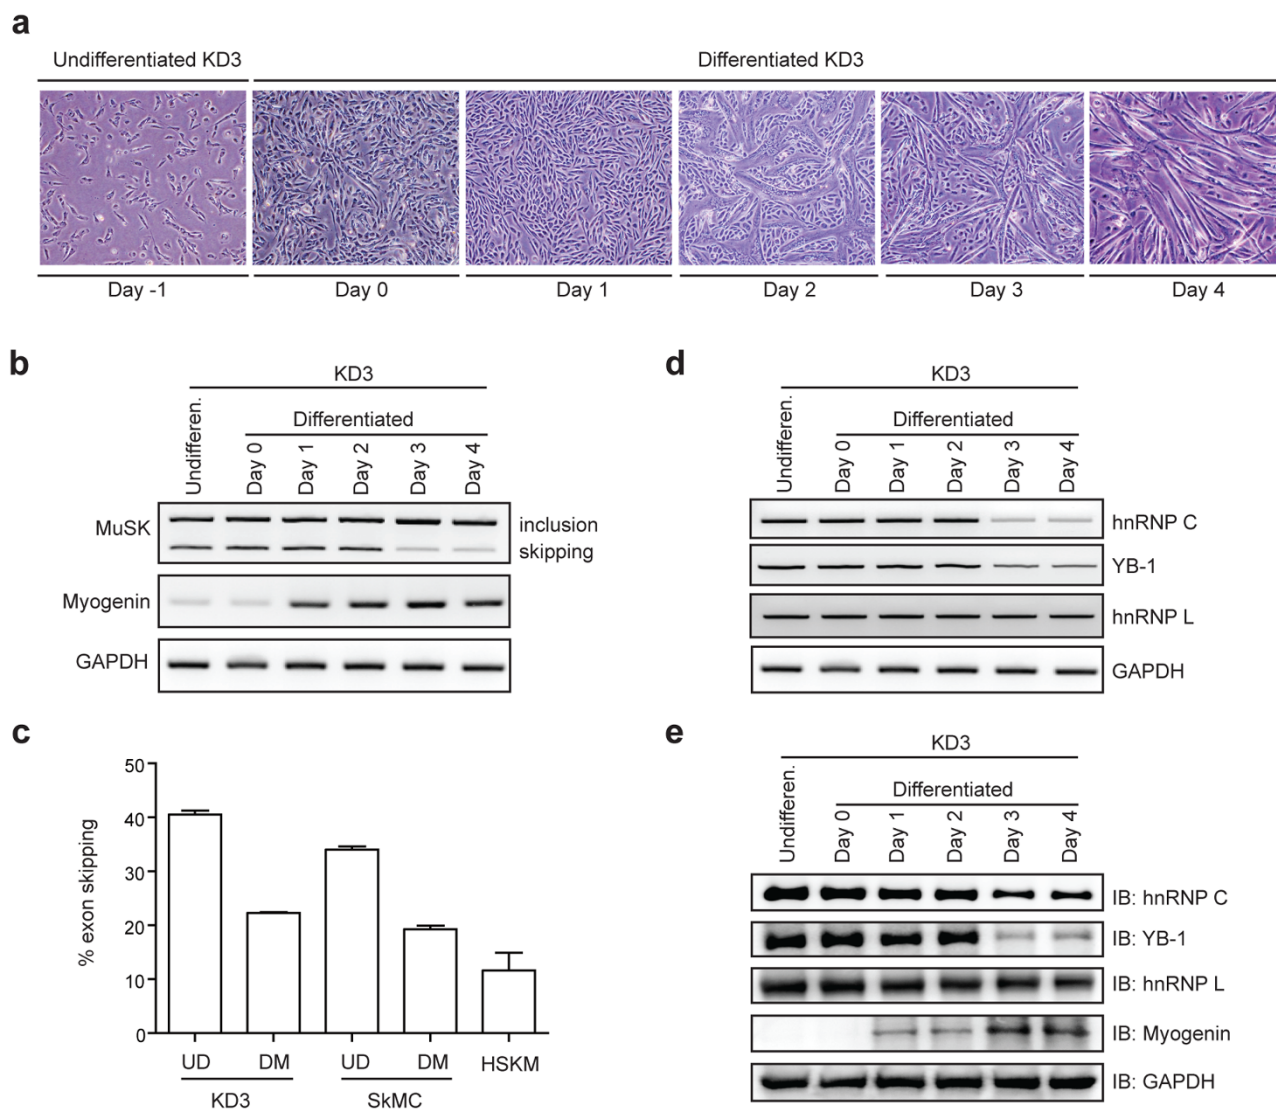 a
Undifferentiated KD3
Differentiated KD3
Day -1
Day 0
Day 1
Day 2
Day 3
Day 4
b
KD3
Undifferen.
Differentiated
Day 0
Day 1
Day 2
Day 3
Day 4
MuSK
inclusion
skipping
Myogenin
GAPDH
c
% exon skipping
50
40
30
20
10
0
UD
DM
UD
DM
HSKM
KD3
SkMC
d
KD3
Undifferen.
Differentiated
Day 0
Day 1
Day 2
Day 3
Day 4
hnRNP C
YB-1
hnRNP L
GAPDH
e
KD3
Undifferen.
Differentiated
Day 0
Day 1
Day 2
Day 3
Day 4
IB: hnRNP C
IB: YB-1
IB: hnRNP L
IB: Myogenin
IB: GAPDH